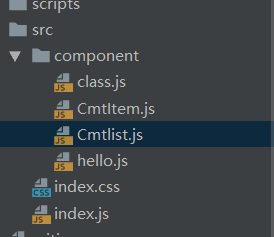 scripts
src
component
class.js
CmtItem.js
Cmtlist.js
hello.js
index.css
index.js